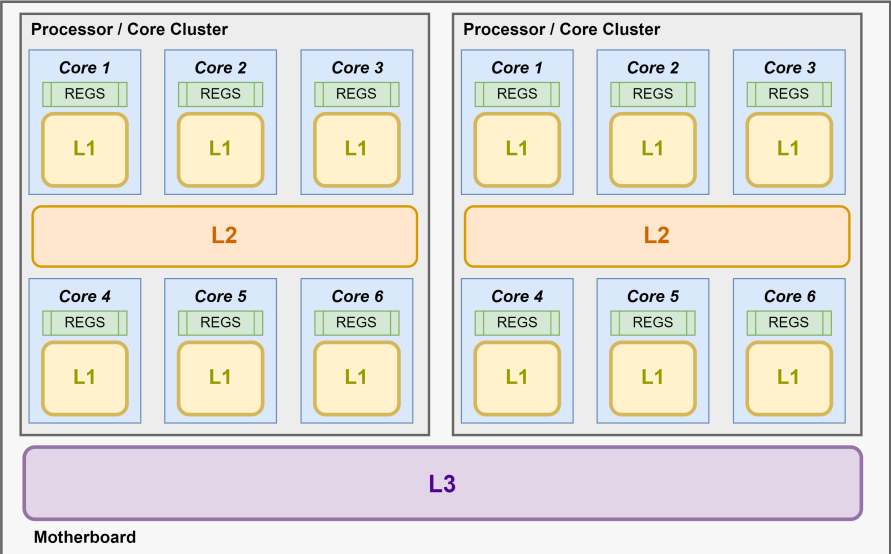 Processor / Core Cluster
Core 1 Core 2 Core 3
REGS REGS REGS
L1 L1 L1
L2
Core 4 Core 5 Core 6
REGS REGS REGS
L1 L1 L1
Processor / Core Cluster
Core 1 Core 2 Core 3
REGS REGS REGS
L1 L1 L1
L2
Core 4 Core 5 Core 6
REGS REGS REGS
L1 L1 L1
L3
Motherboard